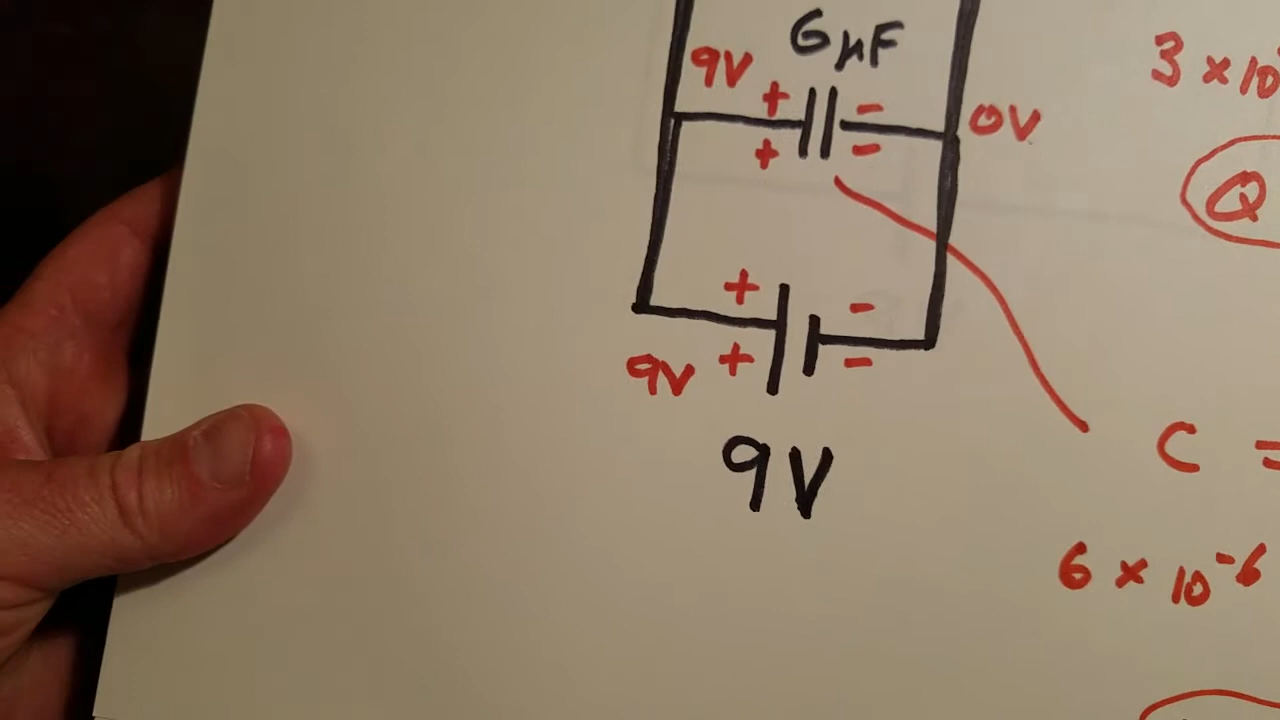 6µF
9V + -
0V
+ -
3 × 10
Q
+ -
9V + -
9V
C =
6 × 10⁻⁶